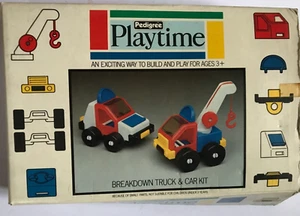 Pedigree
Playtime
AN EXCITING WAY TO BUILD AND PLAY FOR AGES 3+
BREAKDOWN TRUCK & CAR KIT